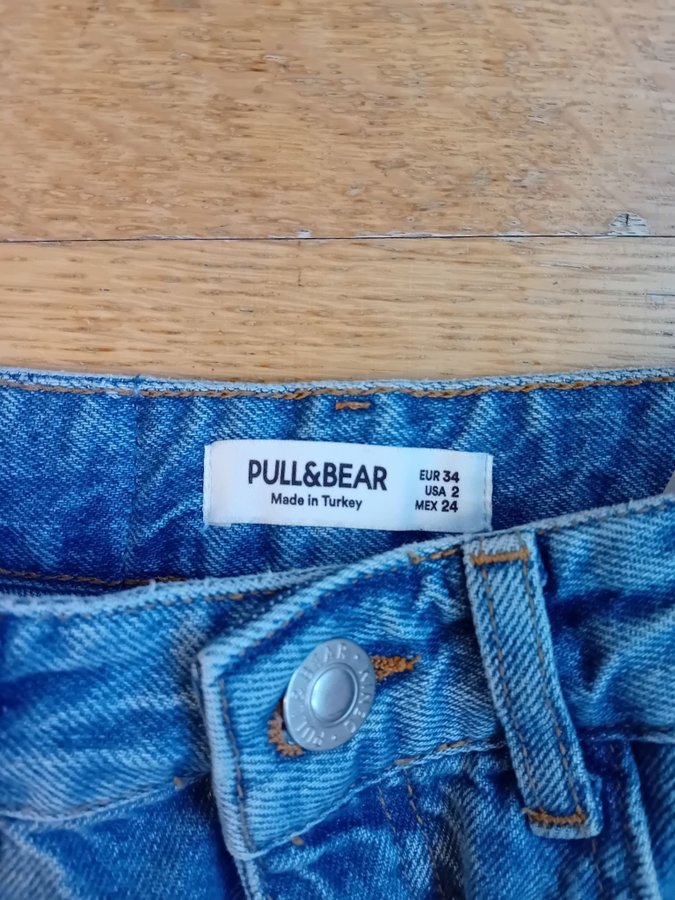 PULL&BEAR
Made in Turkey
EUR 34
USA 2
MEX 24